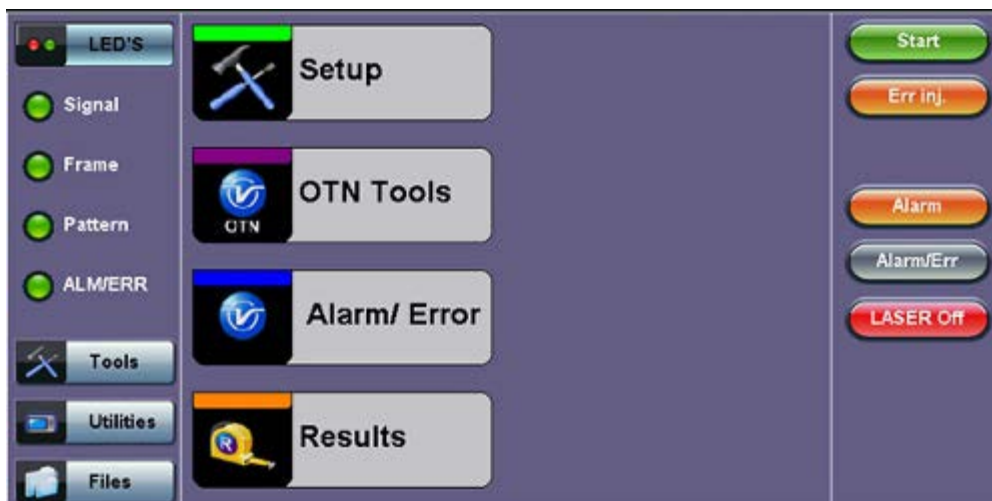 LED'S
Signal
Frame
Pattern
ALM/ERR
Tools
Utilities
Files
Setup
OTN
OTN Tools
Alarm/ Error
R
Results
Start
Err inj.
Alarm
Alarm/Err
LASER Off